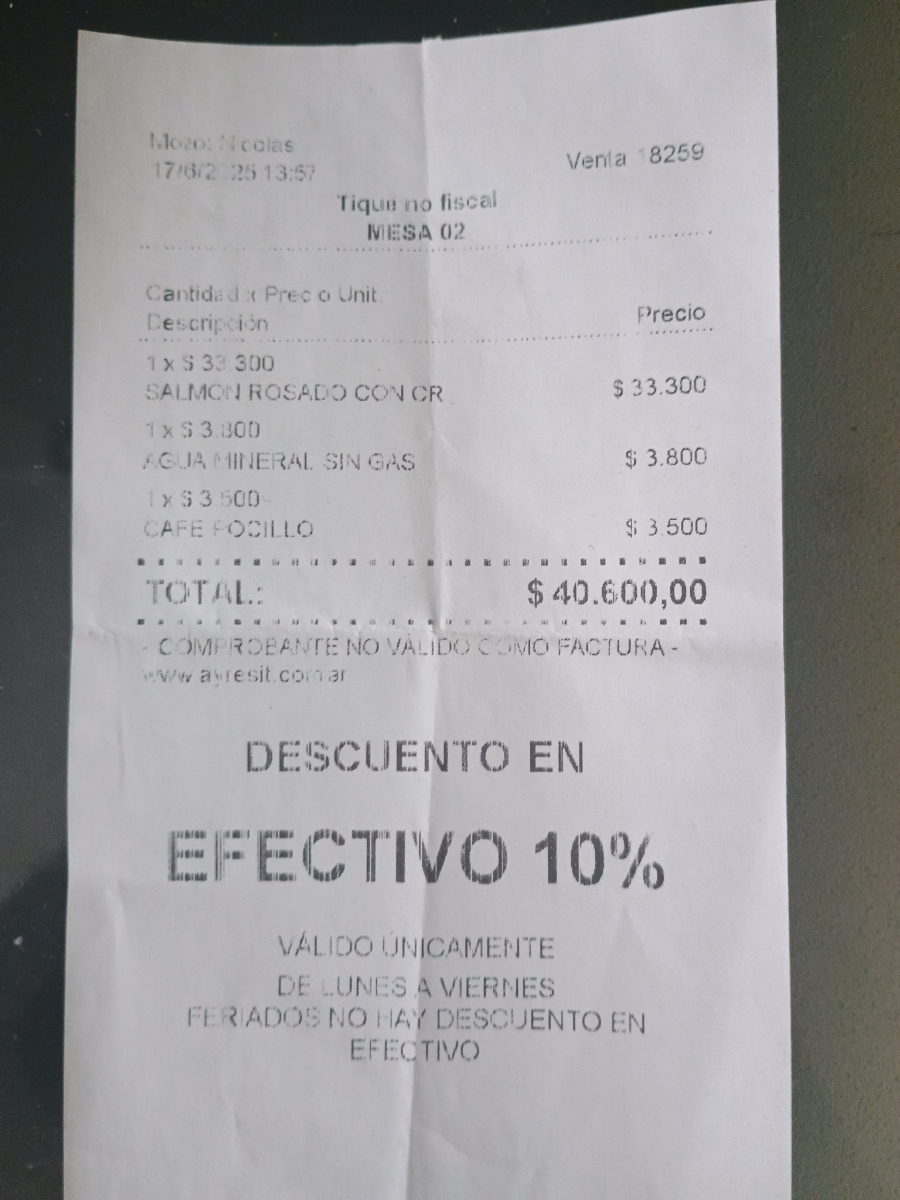 Mozo: Nicolas
Venta 18259
17/6/2025 13:57
Tique no fiscal
MESA 02
Cantidad x Precio Unit.
Descripción
Precio
1 x $ 33.300
SALMON ROSADO CON CR
$ 33.300
1 x $ 3.800
AGUA MINERAL SIN GAS
$ 3.800
1 x $ 3.500
CAFE POCILLO
$ 3.500
TOTAL:
$ 40.600,00
- COMPROBANTE NO VÁLIDO COMO FACTURA -
www.ayresit.com.ar
DESCUENTO EN
EFECTIVO 10%
VÁLIDO ÚNICAMENTE
DE LUNES A VIERNES
FERIADOS NO HAY DESCUENTO EN
EFECTIVO